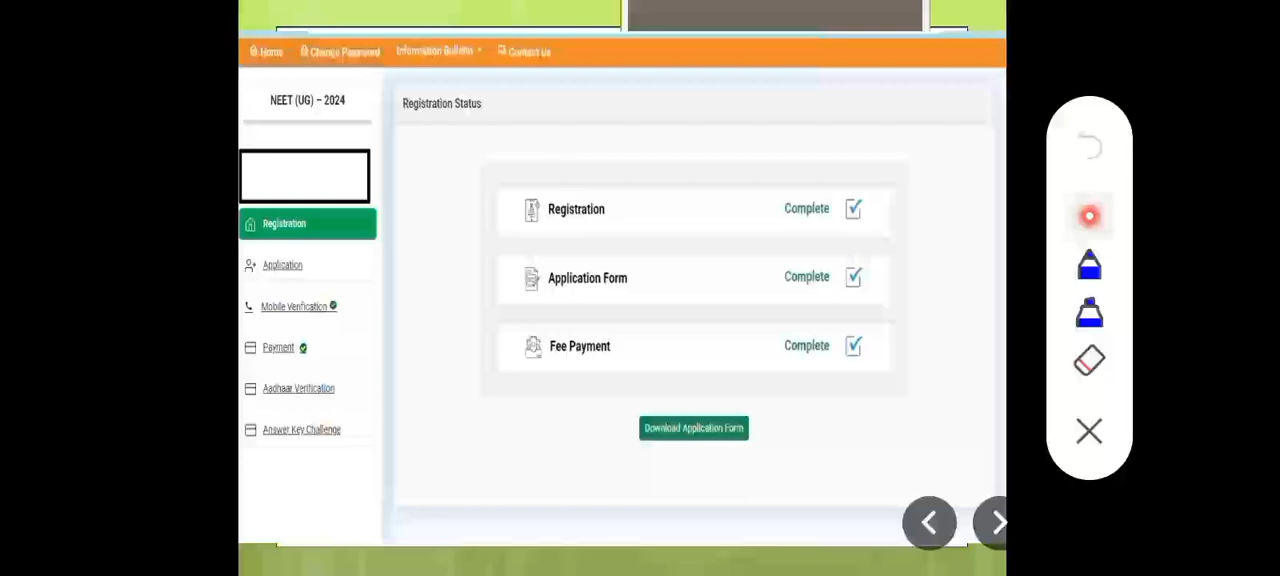 Home Change Password Information Bulletin Contact Us
NEET (UG) – 2024
Registration Status
Registration Complete
Registration
Application
Application Form Complete
Mobile Verification
Payment
Fee Payment Complete
Aadhaar Verification
Answer Key Challenge
Download Application Form